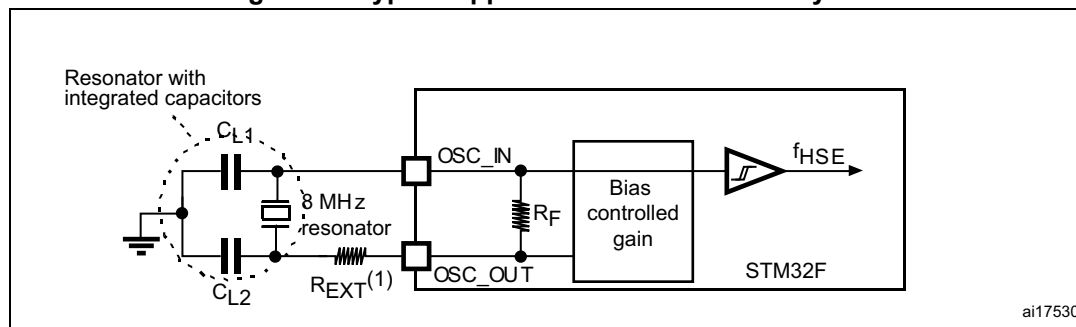 Resonator with
integrated capacitors
CL1
OSC_IN
fHSE
8 MHz
resonator
RF
Bias
controlled
gain
REXT(1)
OSC_OUT
STM32F
CL2
ai17530